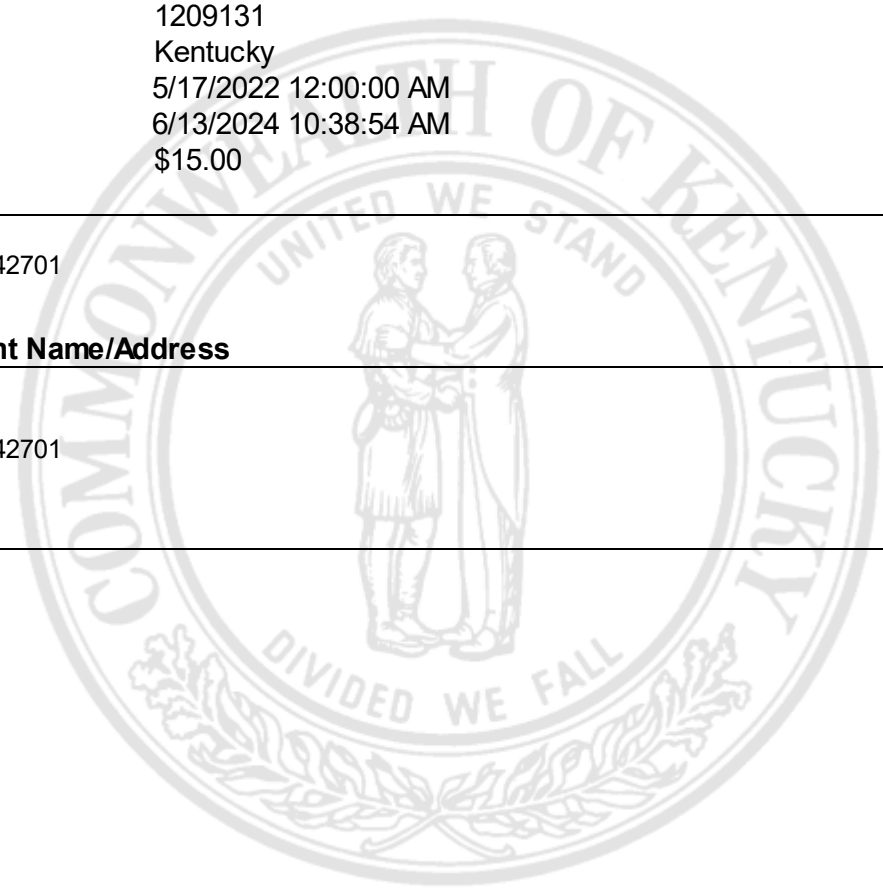 1209131
Kentucky
5/17/2022 12:00:00 AM
6/13/2024 10:38:54 AM
$15.00
42701
nt Name/Address
42701
COMMONWEALTH OF KENTUCKY
UNITED WE STAND
DIVIDED WE FALL